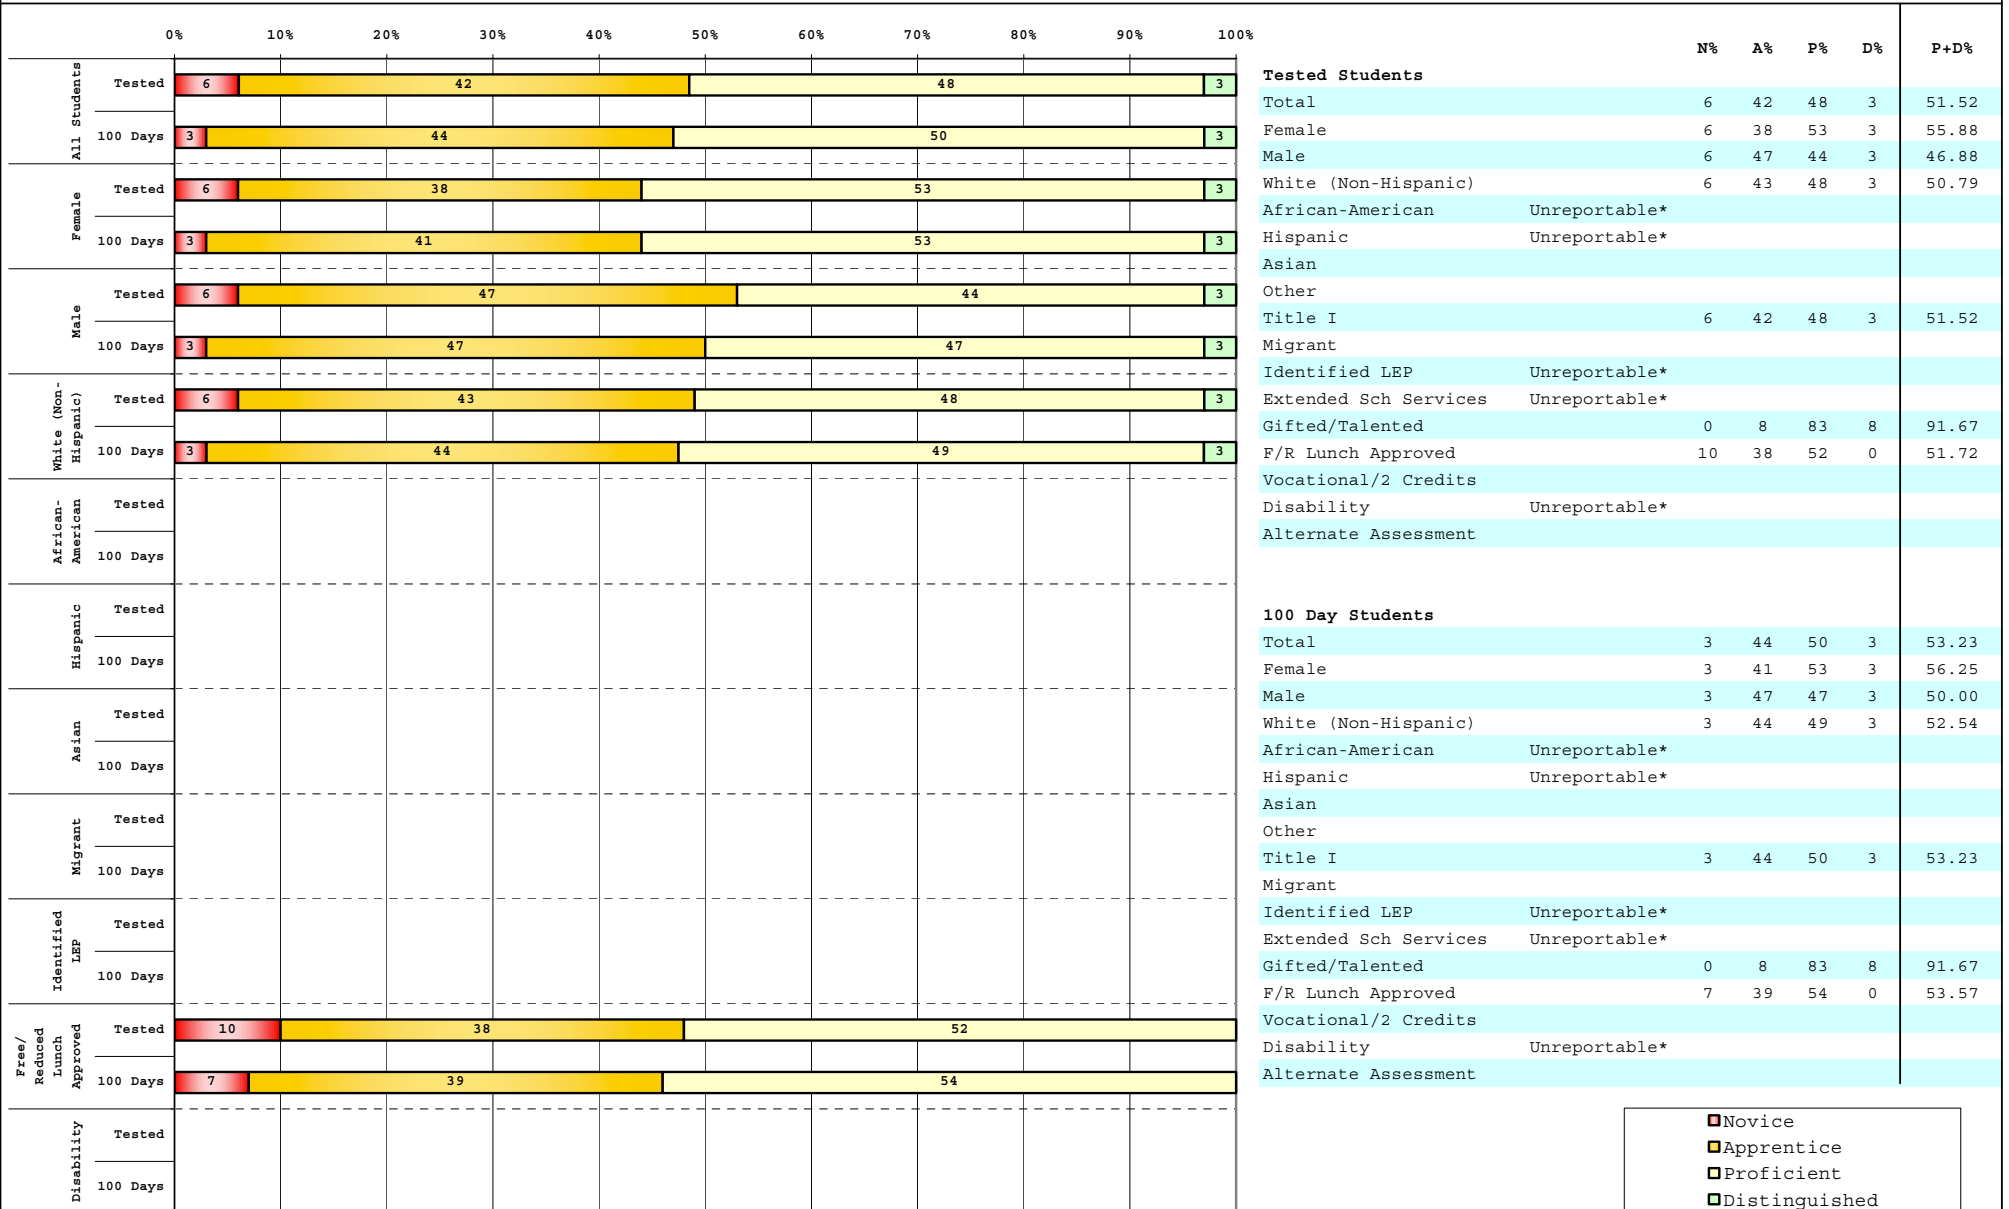 0% 10% 20% 30% 40% 50% 60% 70% 80% 90% 100%
All Students
Tested 6 42 48 3
100 Days 3 44 50 3
Female
Tested 6 38 53 3
100 Days 3 41 53 3
Male
Tested 6 47 44 3
100 Days 3 47 47 3
White (Non-
Hispanic)
Tested 6 43 48 3
100 Days 3 44 49 3
African-
American
Tested
100 Days
Hispanic
Tested
100 Days
Asian
Tested
100 Days
Migrant
Tested
100 Days
Identified
LEP
Tested
100 Days
Free/
Reduced
Lunch
Approved
Tested 10 38 52
100 Days 7 39 54
Disability
Tested
100 Days
N% A% P% D% P+D%
Tested Students
Total 6 42 48 3 51.52
Female 6 38 53 3 55.88
Male 6 47 44 3 46.88
White (Non-Hispanic) 6 43 48 3 50.79
African-American Unreportable*
Hispanic Unreportable*
Asian
Other
Title I 6 42 48 3 51.52
Migrant
Identified LEP Unreportable*
Extended Sch Services Unreportable*
Gifted/Talented 0 8 83 8 91.67
F/R Lunch Approved 10 38 52 0 51.72
Vocational/2 Credits
Disability Unreportable*
Alternate Assessment
100 Day Students
Total 3 44 50 3 53.23
Female 3 41 53 3 56.25
Male 3 47 47 3 50.00
White (Non-Hispanic) 3 44 49 3 52.54
African-American Unreportable*
Hispanic Unreportable*
Asian
Other
Title I 3 44 50 3 53.23
Migrant
Identified LEP Unreportable*
Extended Sch Services Unreportable*
Gifted/Talented 0 8 83 8 91.67
F/R Lunch Approved 7 39 54 0 53.57
Vocational/2 Credits
Disability Unreportable*
Alternate Assessment
Novice
Apprentice
Proficient
Distinguished